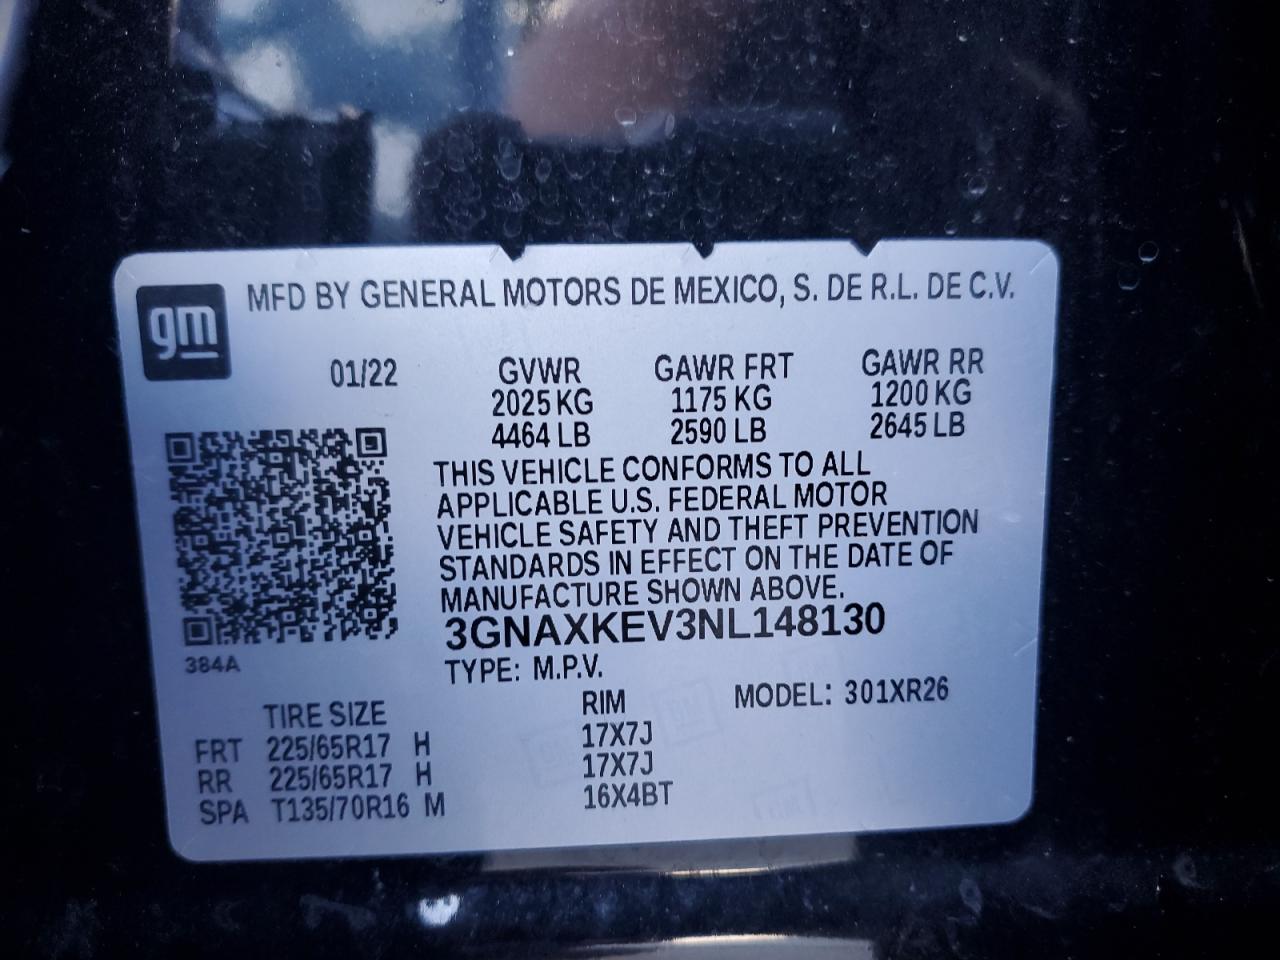 gm
MFD BY GENERAL MOTORS DE MEXICO, S. DE R.L. DE C.V.
01/22 GVWR GAWR FRT GAWR RR
2025 KG 1175 KG 1200 KG
4464 LB 2590 LB 2645 LB
THIS VEHICLE CONFORMS TO ALL
APPLICABLE U.S. FEDERAL MOTOR
VEHICLE SAFETY AND THEFT PREVENTION
STANDARDS IN EFFECT ON THE DATE OF
MANUFACTURE SHOWN ABOVE.
3GNAXKEV3NL148130
384A
TYPE: M.P.V.
TIRE SIZE RIM MODEL: 301XR26
FRT 225/65R17 H 17X7J
RR 225/65R17 H 17X7J
SPA T135/70R16 M 16X4BT